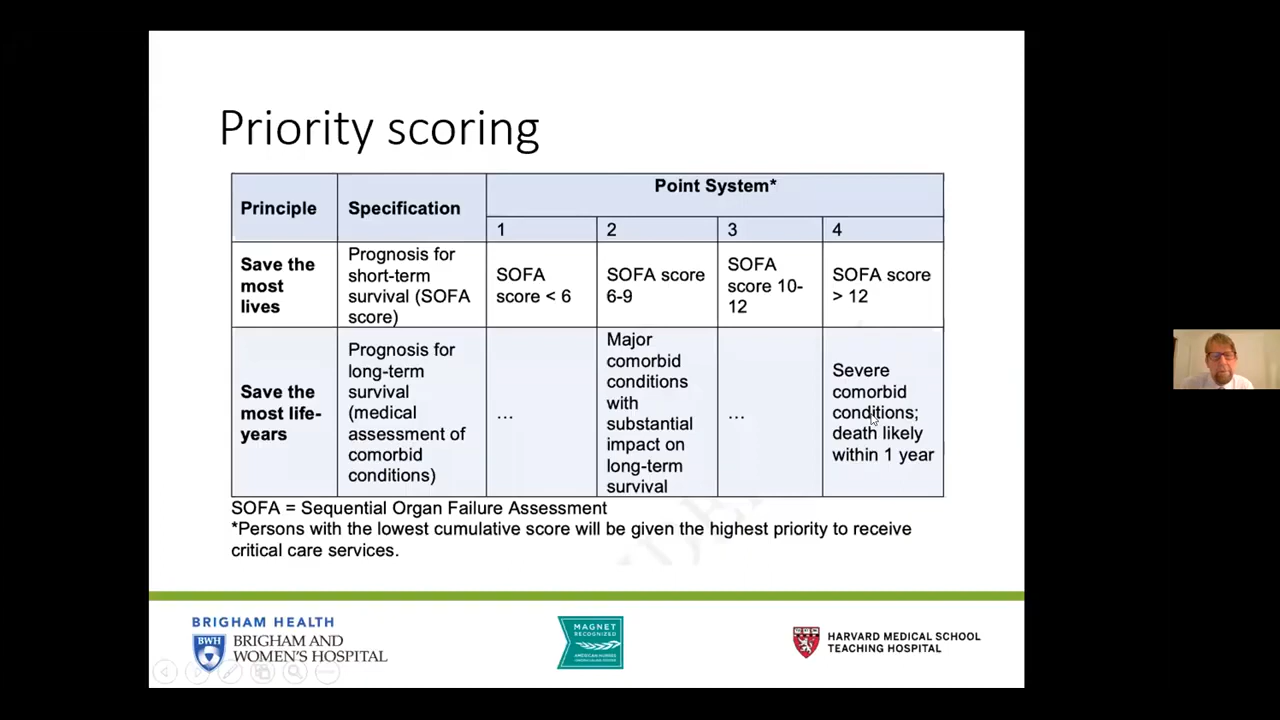 Priority scoring
Principle
Specification
Point System*
1
2
3
4
Save the
most
lives
Prognosis for
short-term
survival (SOFA
score)
SOFA
score < 6
SOFA score
6-9
SOFA
score 10-
12
SOFA score
> 12
Save the
most life-
years
Prognosis for
long-term
survival
(medical
assessment of
comorbid
conditions)
...
Major
comorbid
conditions
with
substantial
impact on
long-term
survival
...
Severe
comorbid
conditions;
death likely
within 1 year
SOFA = Sequential Organ Failure Assessment
*Persons with the lowest cumulative score will be given the highest priority to receive
critical care services.
BRIGHAM HEALTH
BWH
BRIGHAM AND
WOMEN'S HOSPITAL
MAGNET
RECOGNIZED
AMERICAN NURSES
HARVARD MEDICAL SCHOOL
TEACHING HOSPITAL